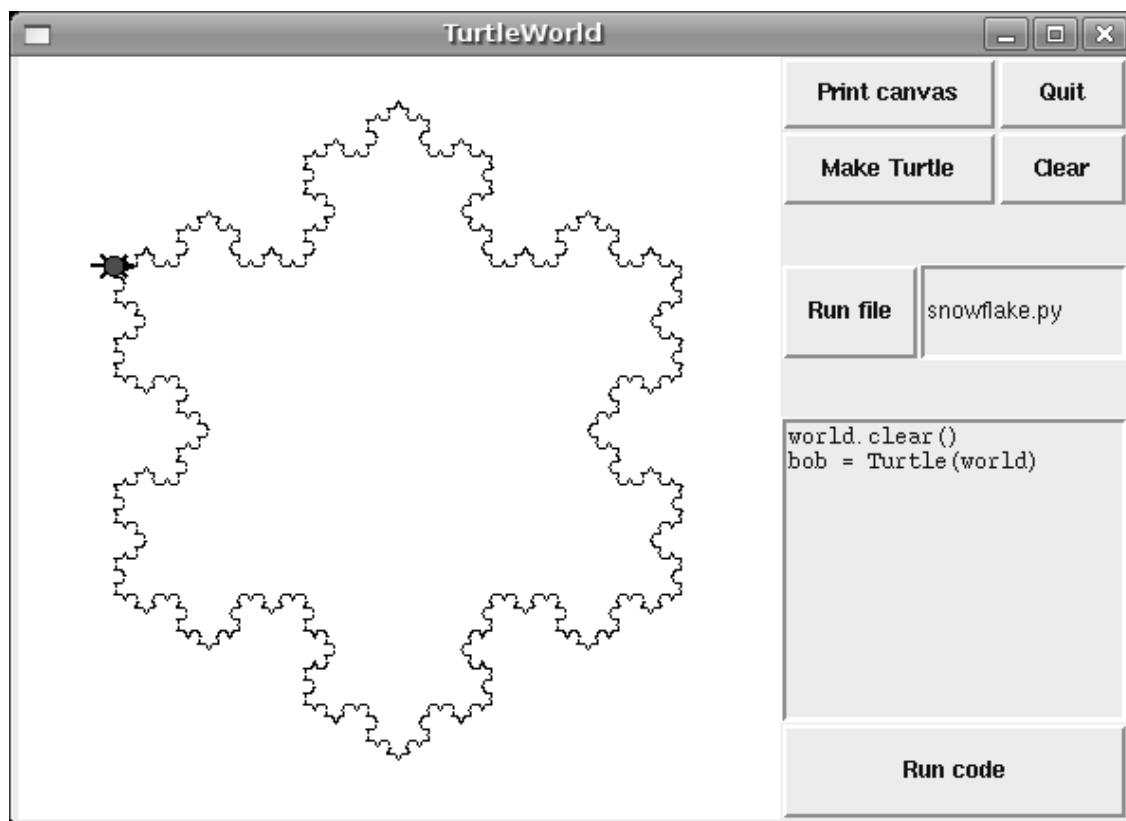 TurtleWorld
Print canvas
Quit
Make Turtle
Clear
Run file
snowflake.py
world.clear()
bob = Turtle(world)
Run code